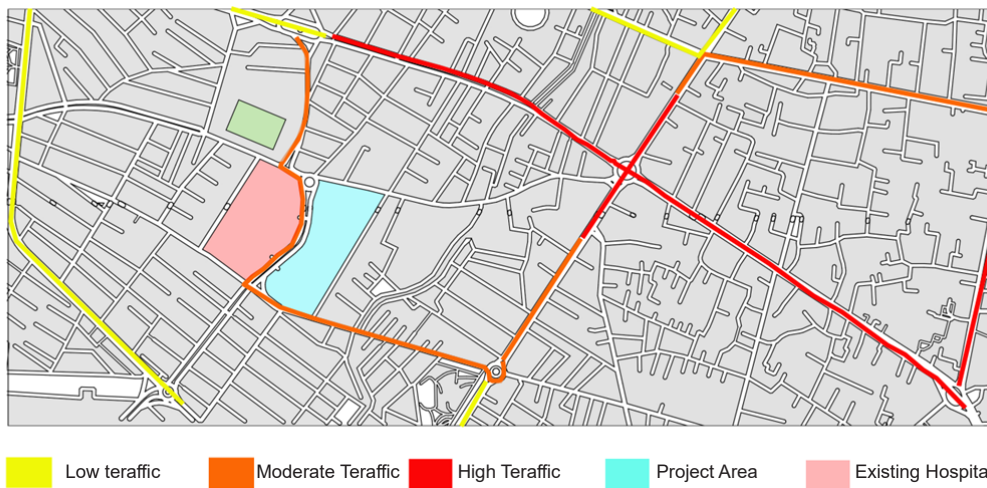 Low teraffic
Moderate Teraffic
High Teraffic
Project Area
Existing Hospita